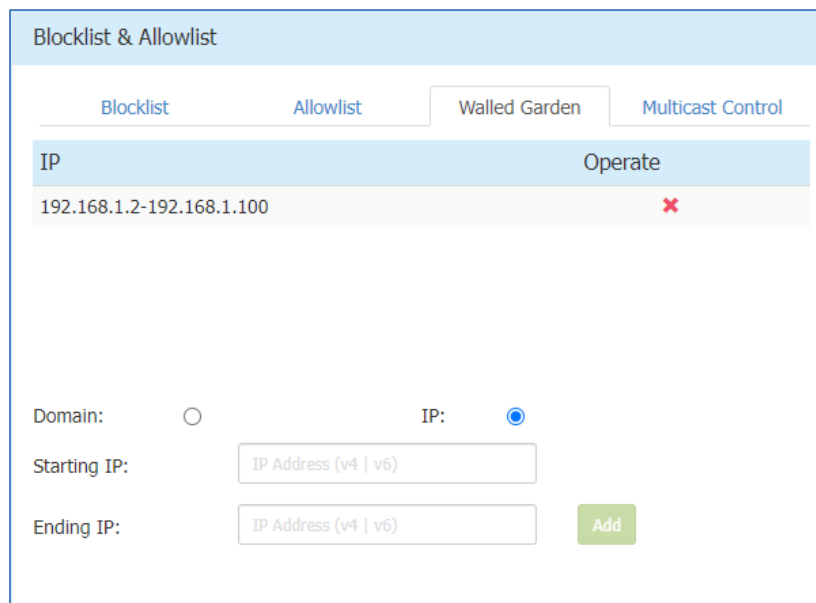 Blocklist & Allowlist
Blocklist Allowlist Walled Garden Multicast Control
IP Operate
192.168.1.2-192.168.1.100
Domain: IP:
Starting IP: IP Address (v4 | v6)
Ending IP: IP Address (v4 | v6) Add